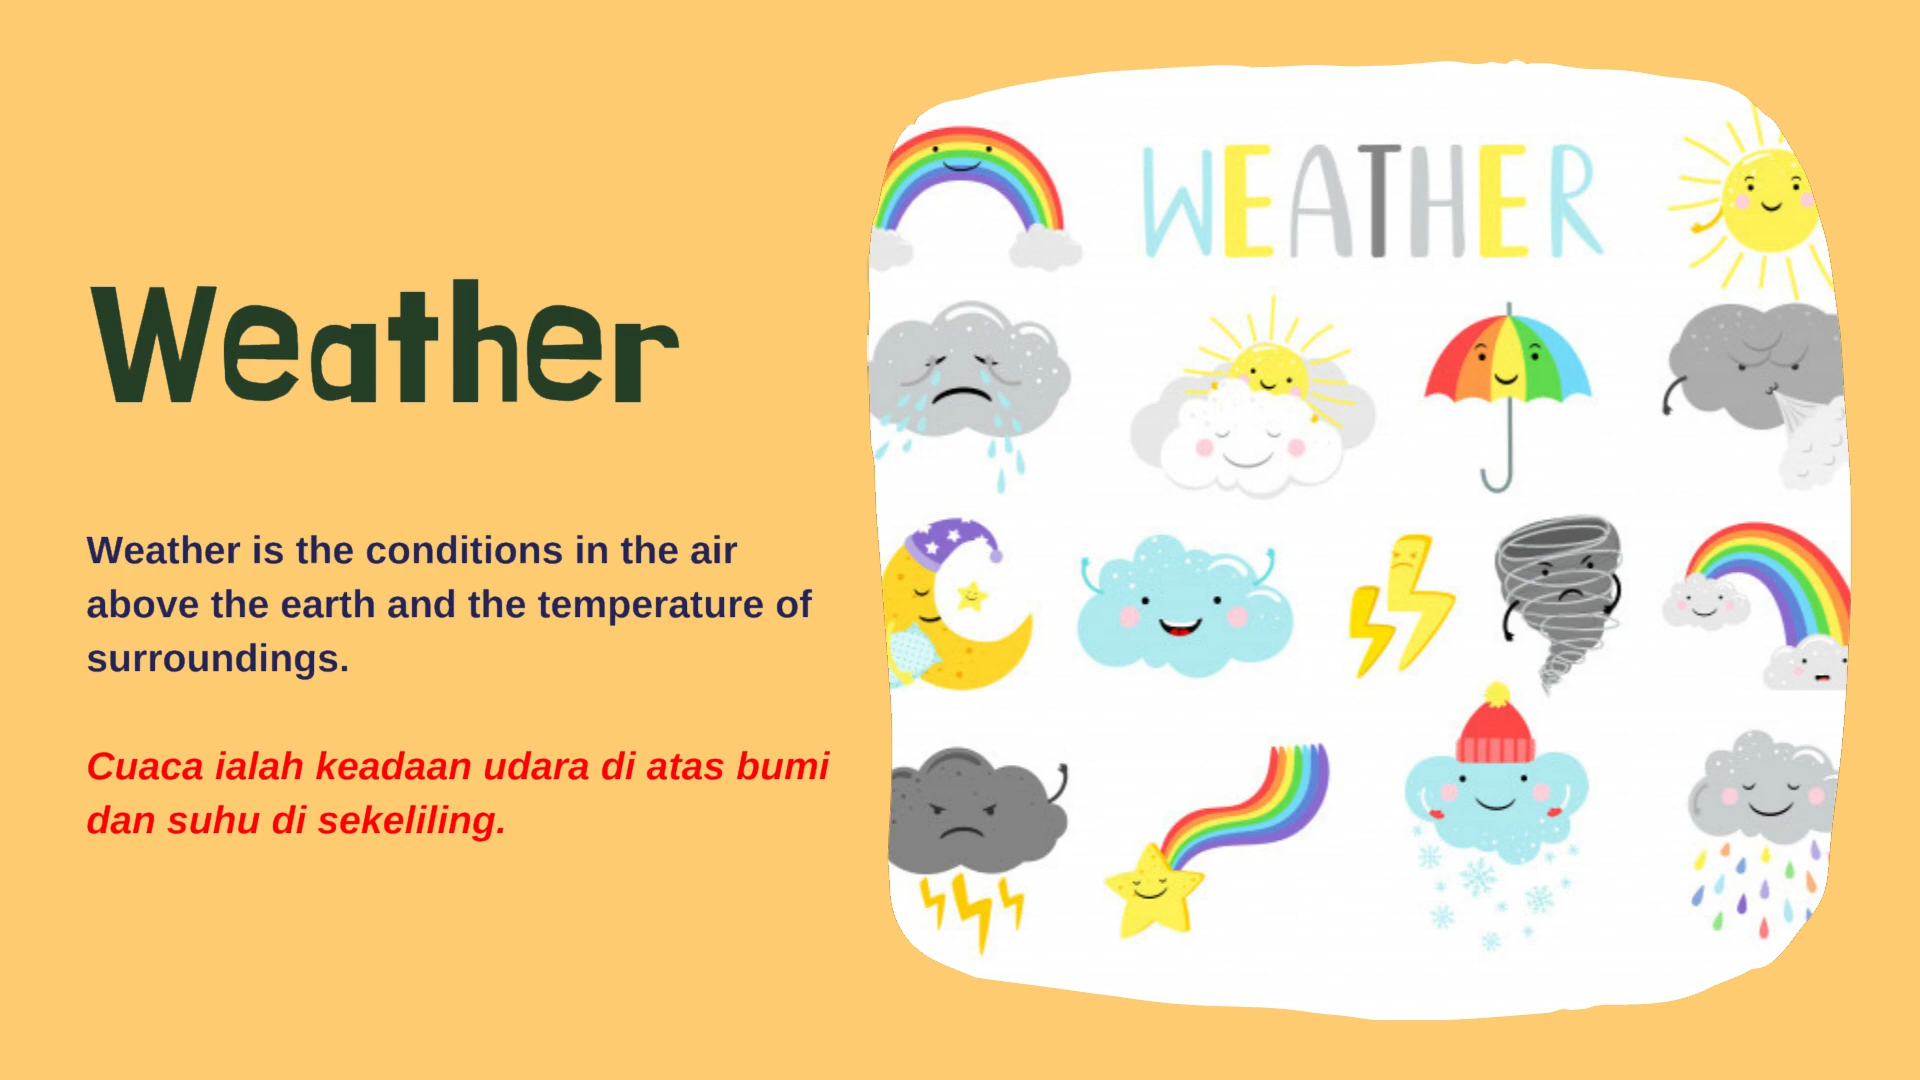 Weather
Weather is the conditions in the air
above the earth and the temperature of
surroundings.
Cuaca ialah keadaan udara di atas bumi
dan suhu di sekeliling.
WEATHER